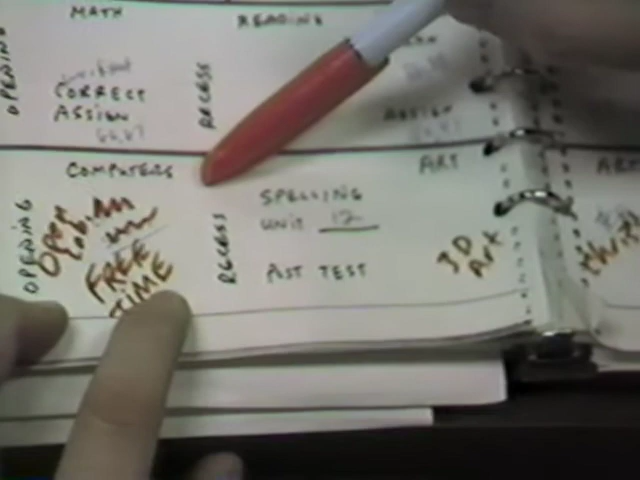 MATH
READING
OPENING
CORRECT
ASSIGN
RECESS
ASSIGN
COMPUTERS
ART
ART
OPENING
Open
Lab
FREE
TIME
RECESS
SPELLING
UNIT 12
TEST
3D
Art